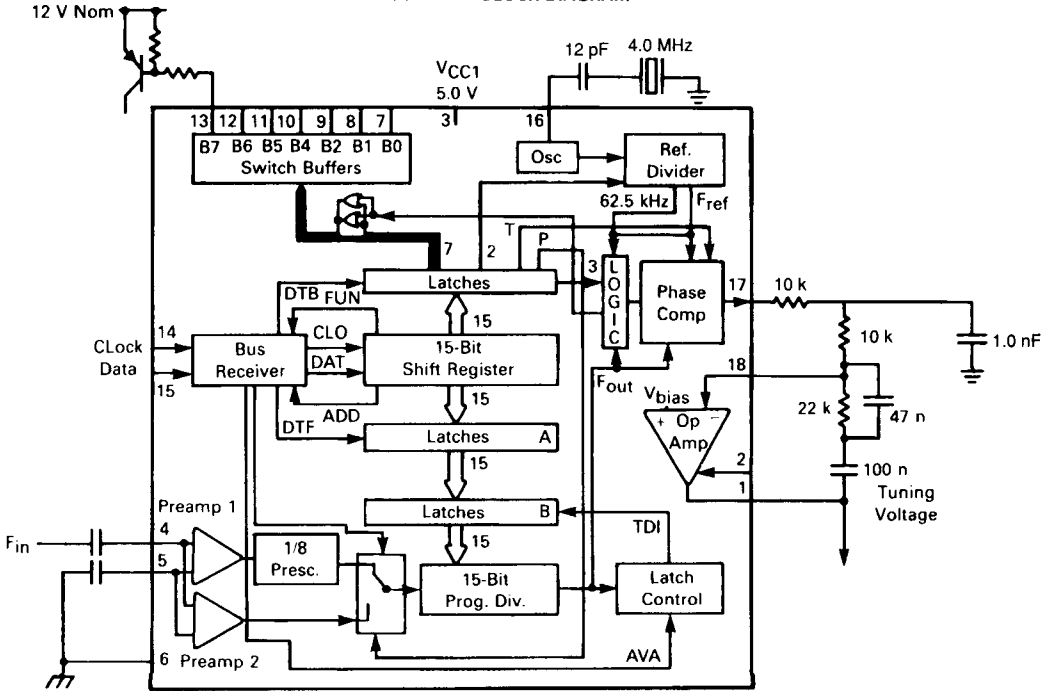 12 V Nom
12 pF
4.0 MHz
VCC1
5.0 V
13 12 11 10 9 8 7
3
16
B7 B6 B5 B4 B2 B1 B0
Switch Buffers
Osc
Ref.
Divider
62.5 kHz
Fref
7
2
T
P
3
LOGIC
Phase
Comp
17
10 k
10 k
1.0 nF
DTB
FUN
Latches
15
14
CLock
Data
15
Bus
Receiver
CLO
DAT
15-Bit
Shift Register
ADD
15
Fout
Vbias
18
22 k
47 n
+ Op −
Amp
DTF
Latches A
2
1
100 n
Tuning
Voltage
15
Latches B
TDI
Preamp 1
Fin
4
5
1/8
Presc.
15
15-Bit
Prog. Div.
Latch
Control
6
Preamp 2
AVA